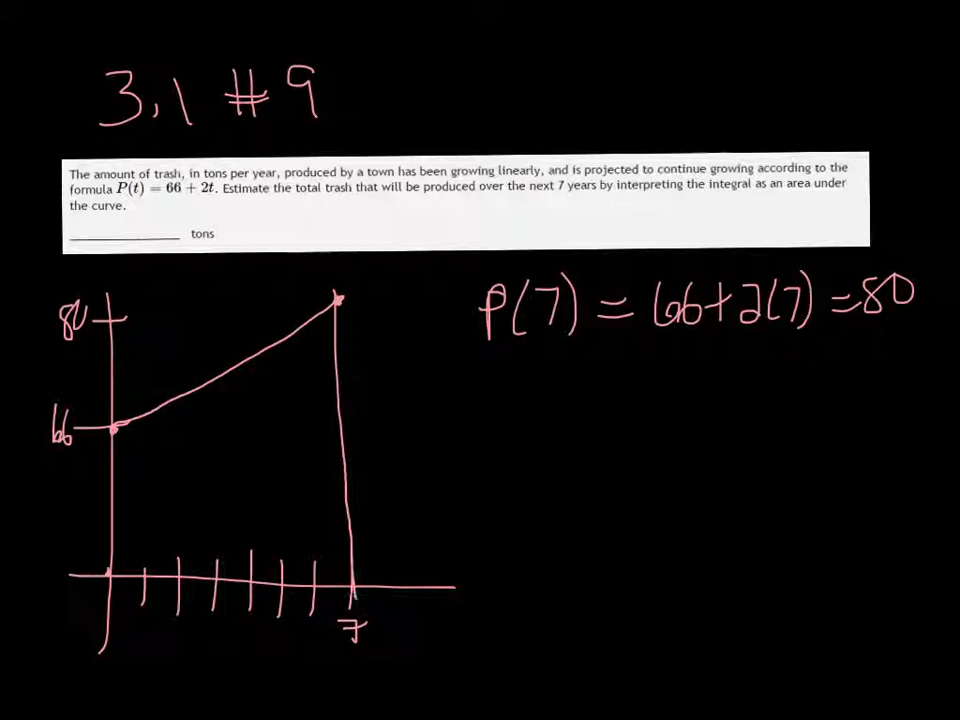 3.1 #9
The amount of trash, in tons per year, produced by a town has been growing linearly, and is projected to continue growing according to the
formula P(t) = 66 + 2t. Estimate the total trash that will be produced over the next 7 years by interpreting the integral as an area under
the curve.
tons
P(7) = 66+2(7) =80
80
66
7